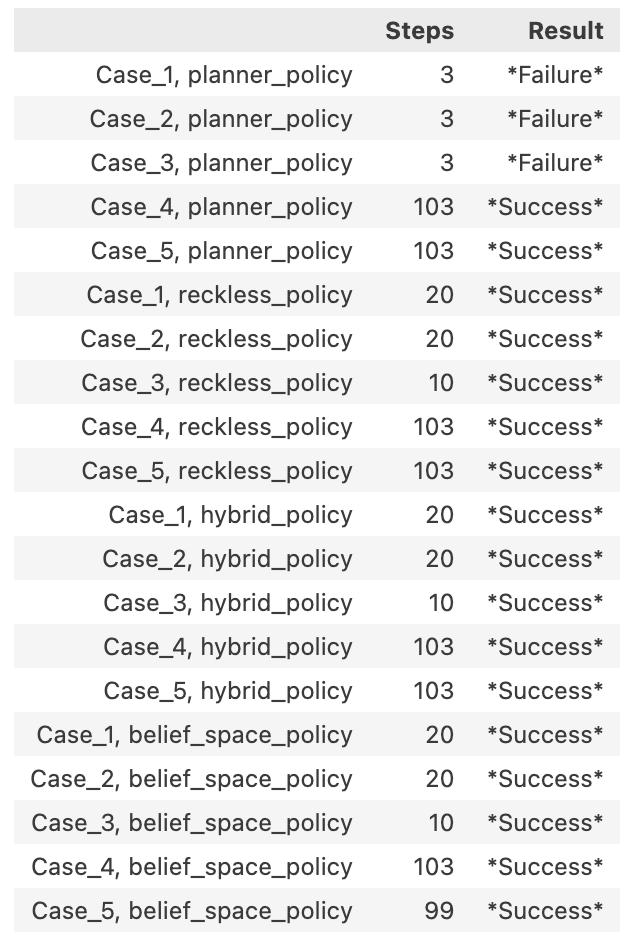 Steps Result
Case_1, planner_policy 3 *Failure*
Case_2, planner_policy 3 *Failure*
Case_3, planner_policy 3 *Failure*
Case_4, planner_policy 103 *Success*
Case_5, planner_policy 103 *Success*
Case_1, reckless_policy 20 *Success*
Case_2, reckless_policy 20 *Success*
Case_3, reckless_policy 10 *Success*
Case_4, reckless_policy 103 *Success*
Case_5, reckless_policy 103 *Success*
Case_1, hybrid_policy 20 *Success*
Case_2, hybrid_policy 20 *Success*
Case_3, hybrid_policy 10 *Success*
Case_4, hybrid_policy 103 *Success*
Case_5, hybrid_policy 103 *Success*
Case_1, belief_space_policy 20 *Success*
Case_2, belief_space_policy 20 *Success*
Case_3, belief_space_policy 10 *Success*
Case_4, belief_space_policy 103 *Success*
Case_5, belief_space_policy 99 *Success*